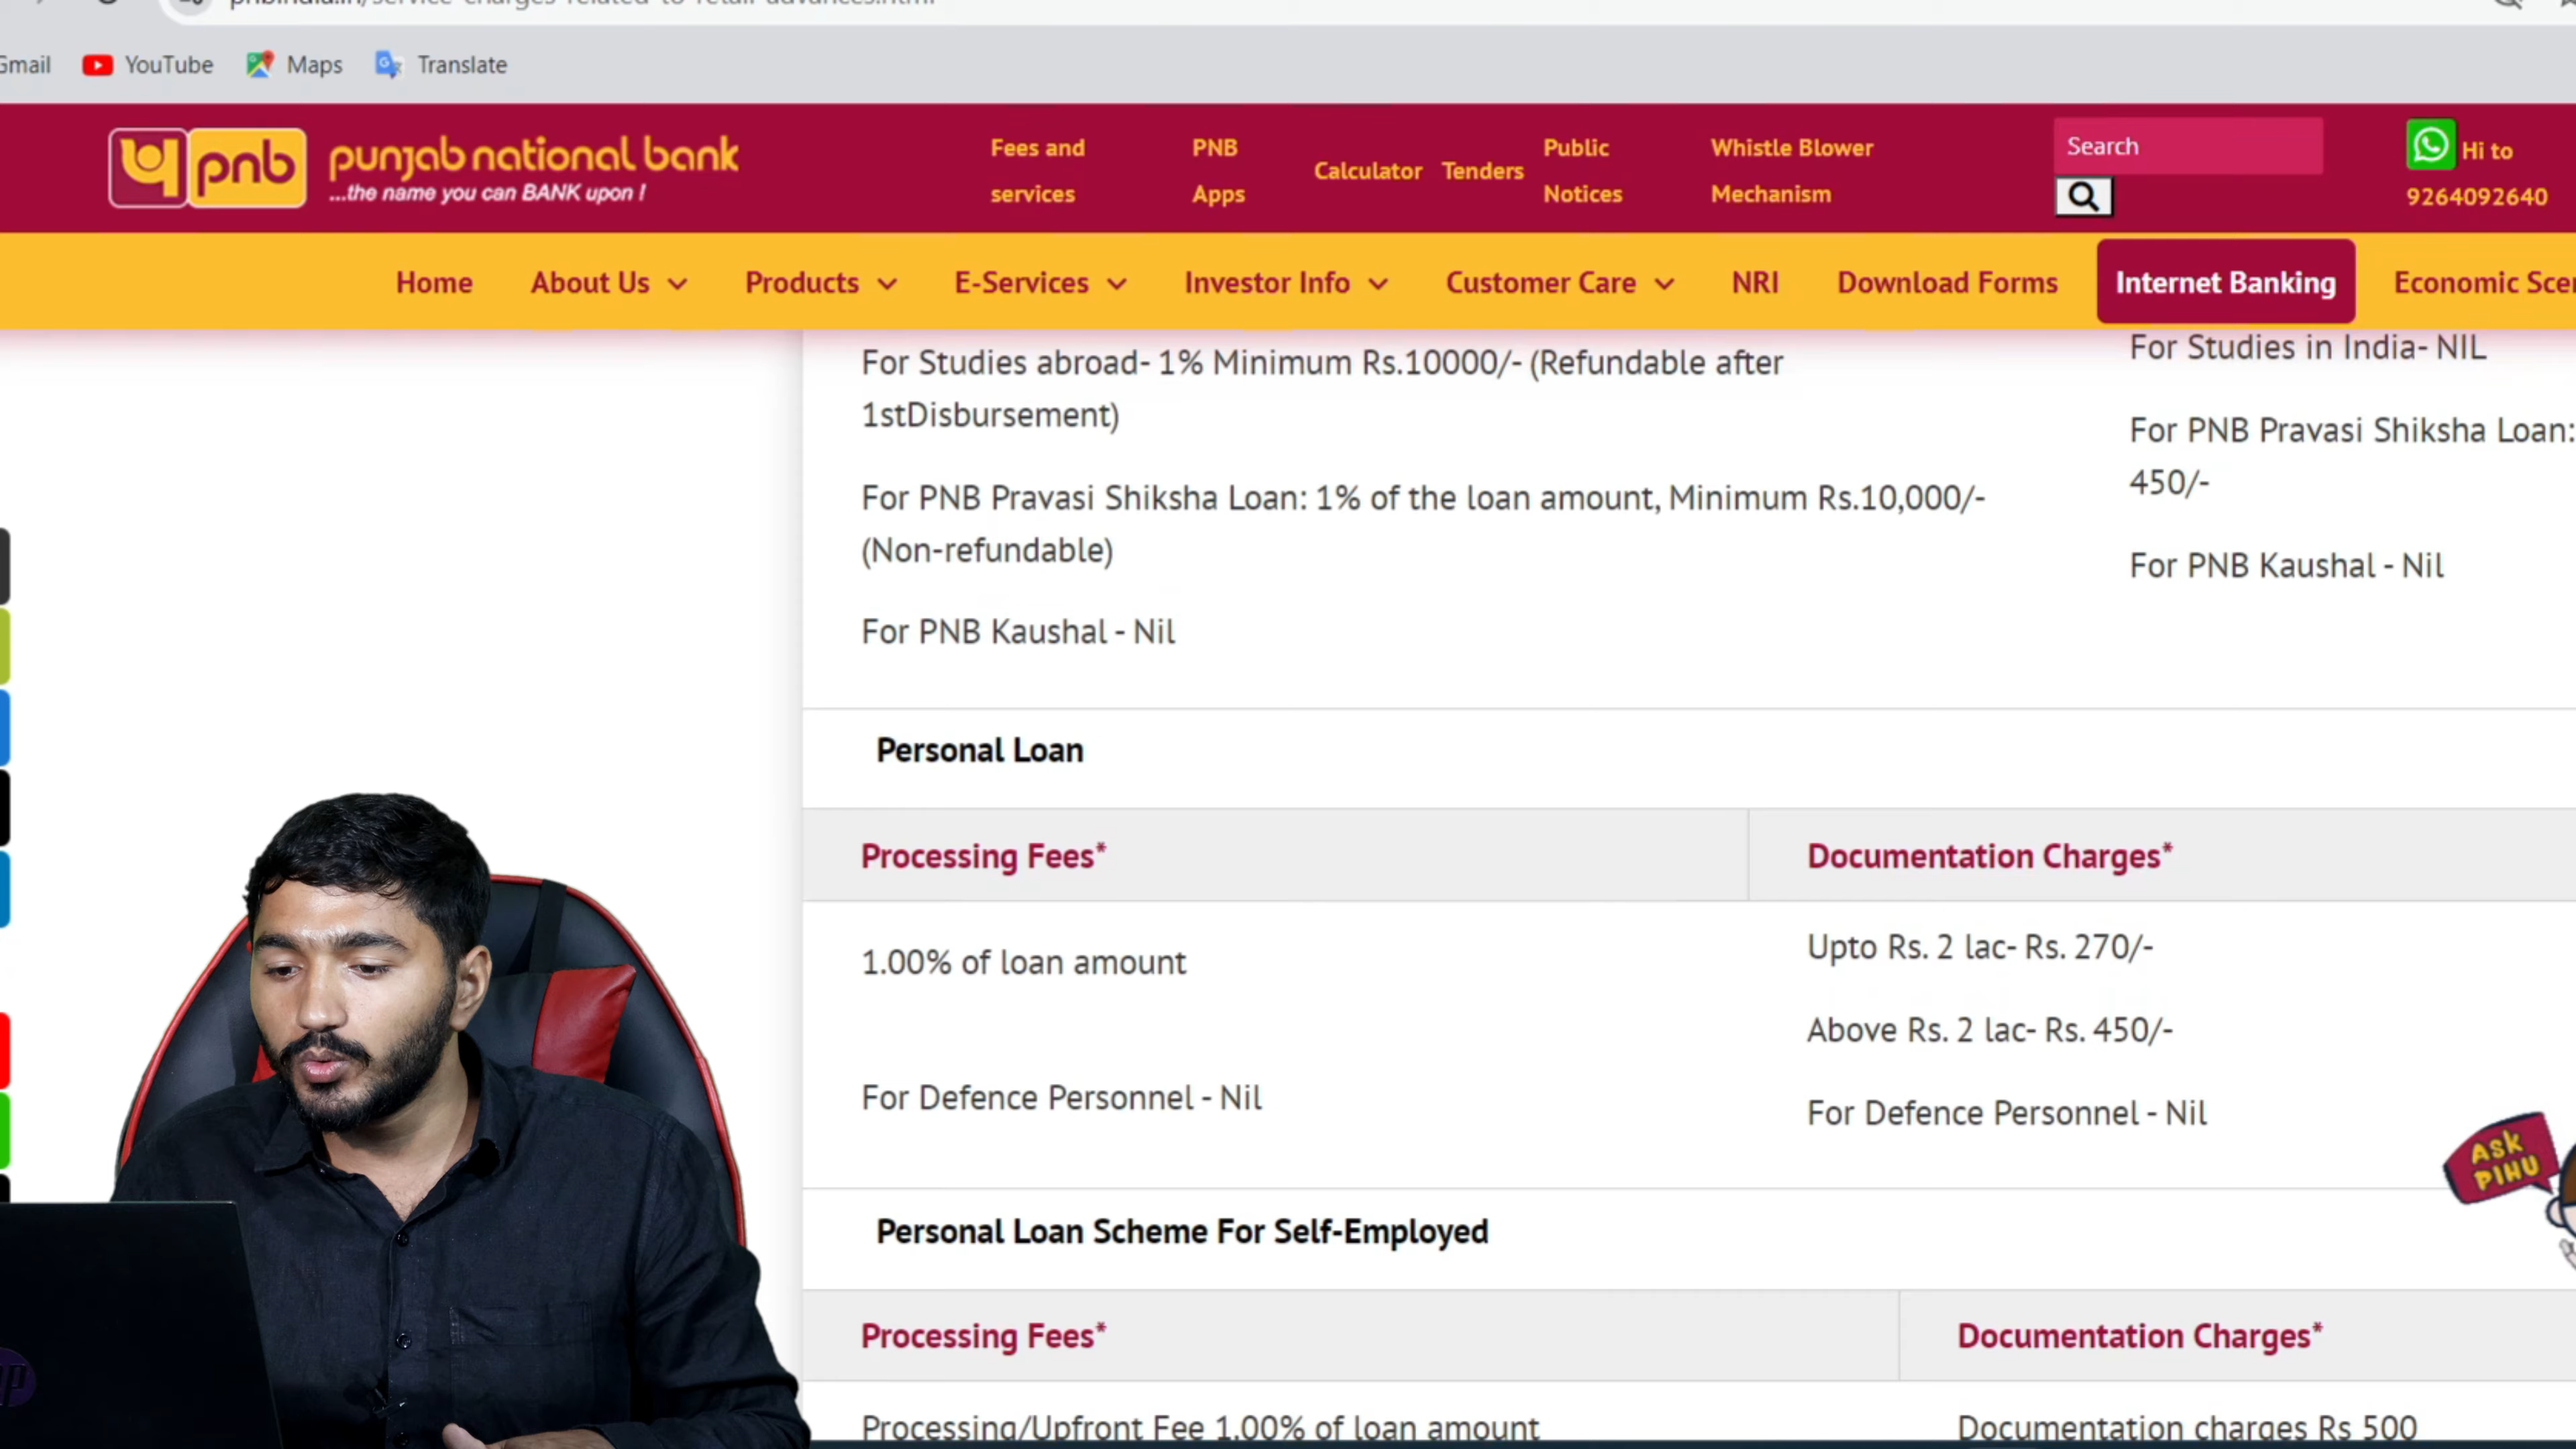 Gmail YouTube Maps Translate
pnb punjab national bank
...the name you can BANK upon !
Fees and services
PNB Apps
Calculator
Tenders
Public Notices
Whistle Blower Mechanism
Search
Hi to 9264092640
Home About Us Products E-Services Investor Info Customer Care NRI Download Forms Internet Banking Economic
For Studies abroad- 1% Minimum Rs.10000/- (Refundable after
1stDisbursement)
For PNB Pravasi Shiksha Loan: 1% of the loan amount, Minimum Rs.10,000/-
(Non-refundable)
For PNB Kaushal - Nil
For Studies in India- NIL
For PNB Pravasi Shiksha Loan:
450/-
For PNB Kaushal - Nil
Personal Loan
Processing Fees* Documentation Charges*
1.00% of loan amount
For Defence Personnel - Nil
Upto Rs. 2 lac- Rs. 270/-
Above Rs. 2 lac- Rs. 450/-
For Defence Personnel - Nil
ASK
PIHU
Personal Loan Scheme For Self-Employed
Processing Fees* Documentation Charges*
Processing/Upfront Fee 1.00% of loan amount Documentation charges Rs 500